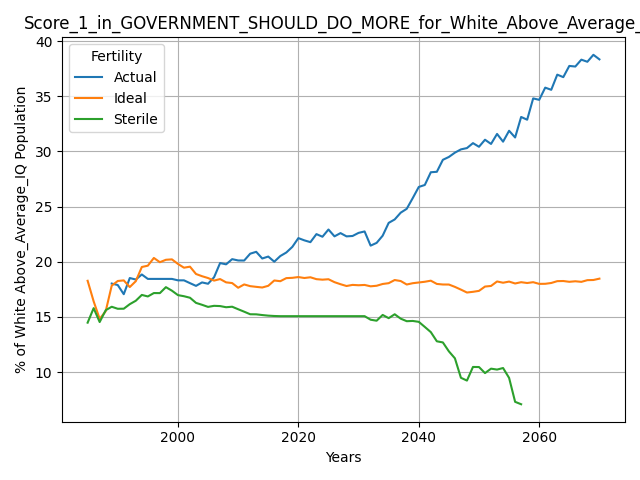 Score_1_in_GOVERNMENT_SHOULD_DO_MORE_for_White_Above_Average_
40
35
30
25
20
15
10
% of White Above_Average_IQ Population
Fertility
Actual
Ideal
Sterile
2000 2020 2040 2060
Years